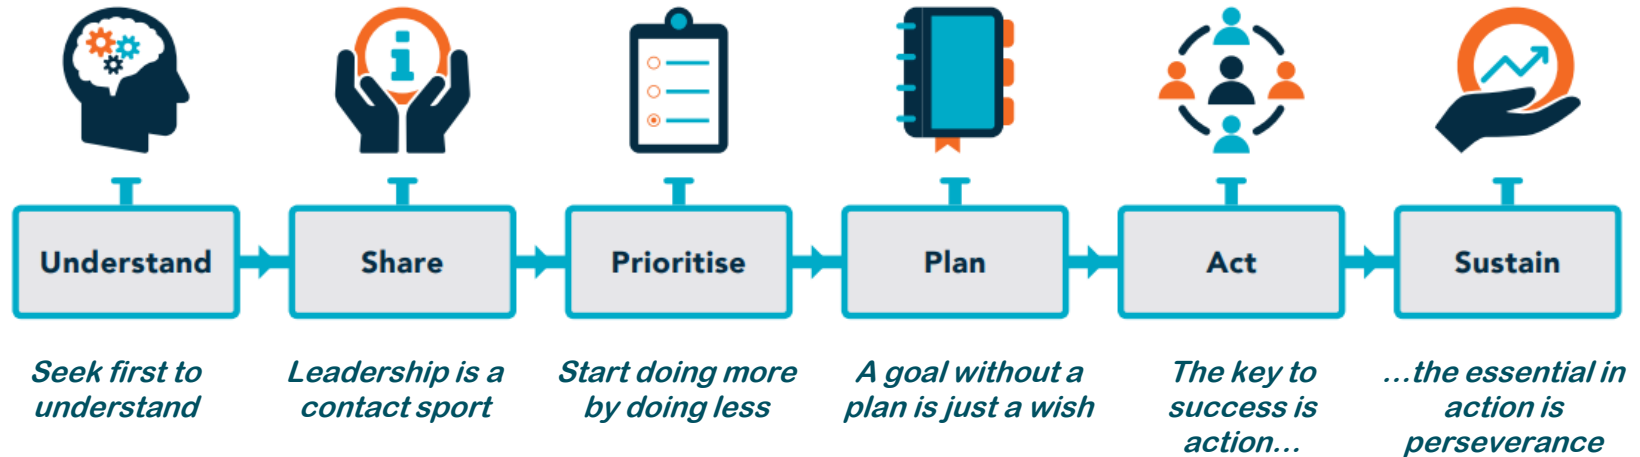 Understand
Share
Prioritise
Plan
Act
Sustain
Seek first to
understand
Leadership is a
contact sport
Start doing more
by doing less
A goal without a
plan is just a wish
The key to
success is
action...
...the essential in
action is
perseverance